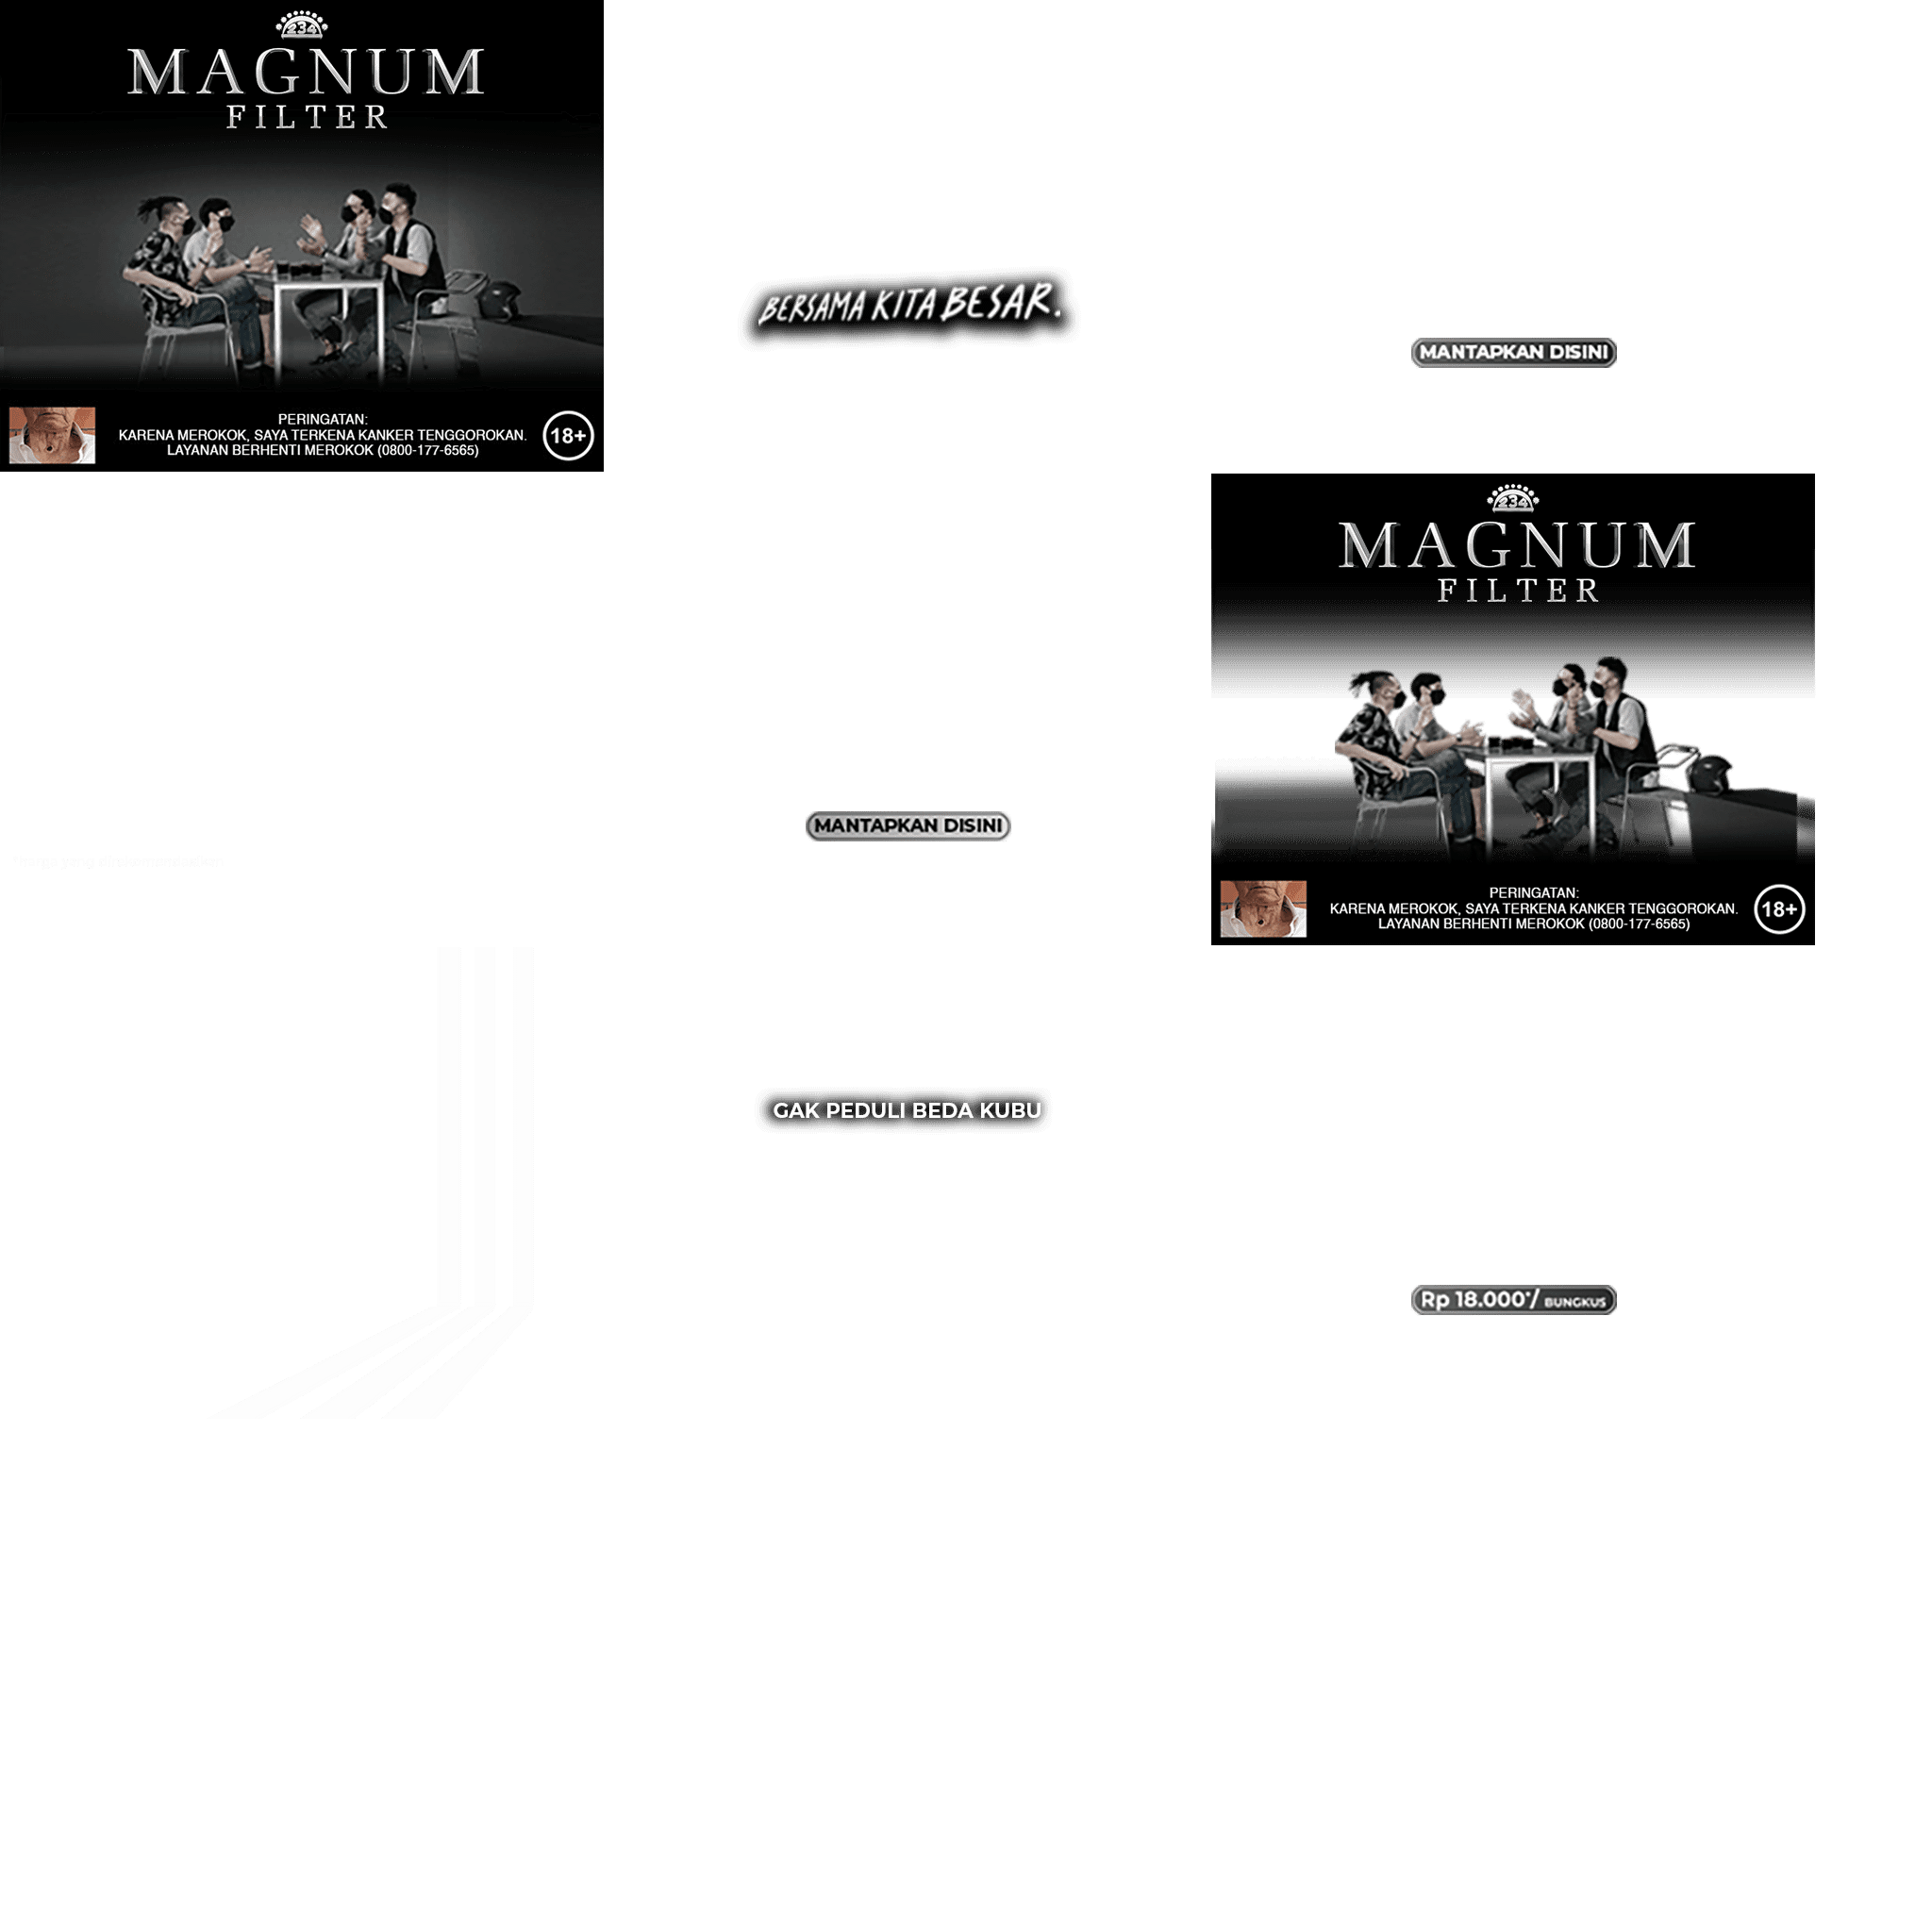 234
MAGNUM
FILTER
PERINGATAN:
KARENA MEROKOK, SAYA TERKENA KANKER TENGGOROKAN.
LAYANAN BERHENTI MEROKOK (0800-177-6565)
18+
BERSAMA KITA BESAR.
MANTAPKAN DISINI
MANTAPKAN DISINI
234
MAGNUM
FILTER
PERINGATAN:
KARENA MEROKOK, SAYA TERKENA KANKER TENGGOROKAN.
LAYANAN BERHENTI MEROKOK (0800-177-6565)
18+
GAK PEDULI BEDA KUBU
Rp 18.000*/ BUNGKUS